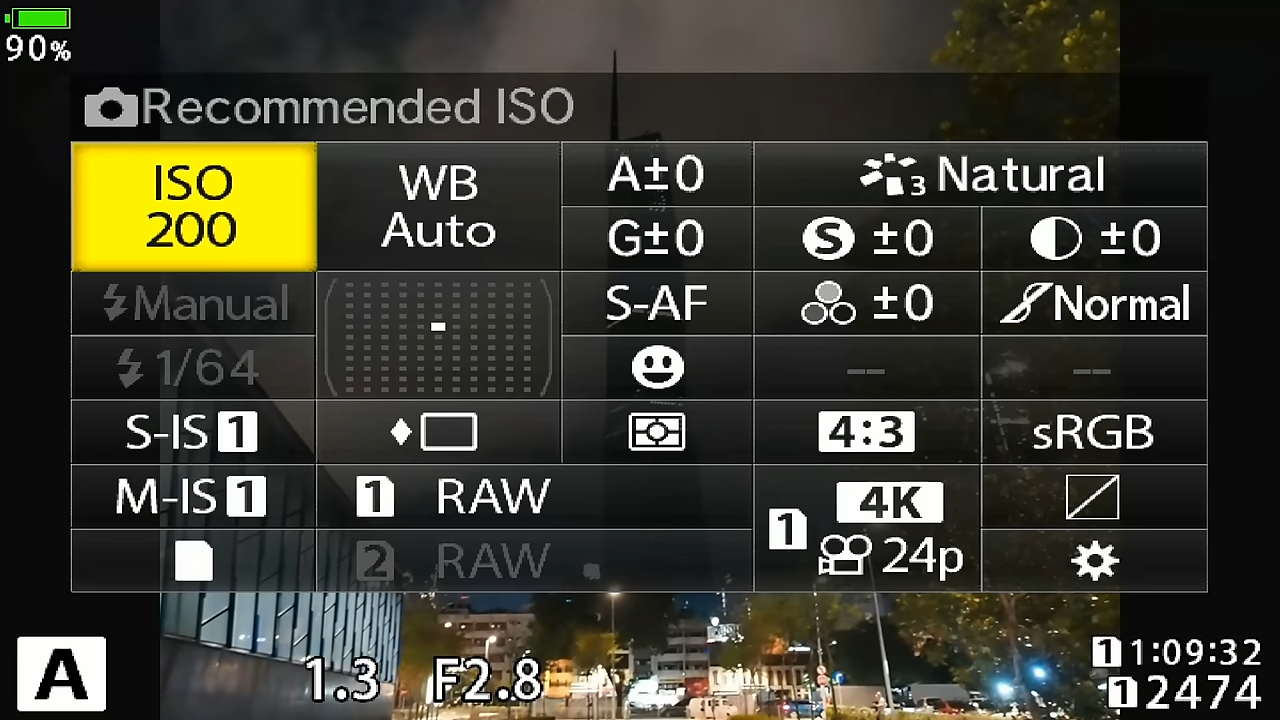 90%
Recommended ISO
ISO
200
WB
Auto
A±0
3 Natural
G±0
S ±0
±0
Manual
S-AF
±0
Normal
1/64
--
--
S-IS 1
4:3
sRGB
M-IS 1
1 RAW
1 4K
24p
2 RAW
A
1.3
F2.8
1 1:09:32
1 2474